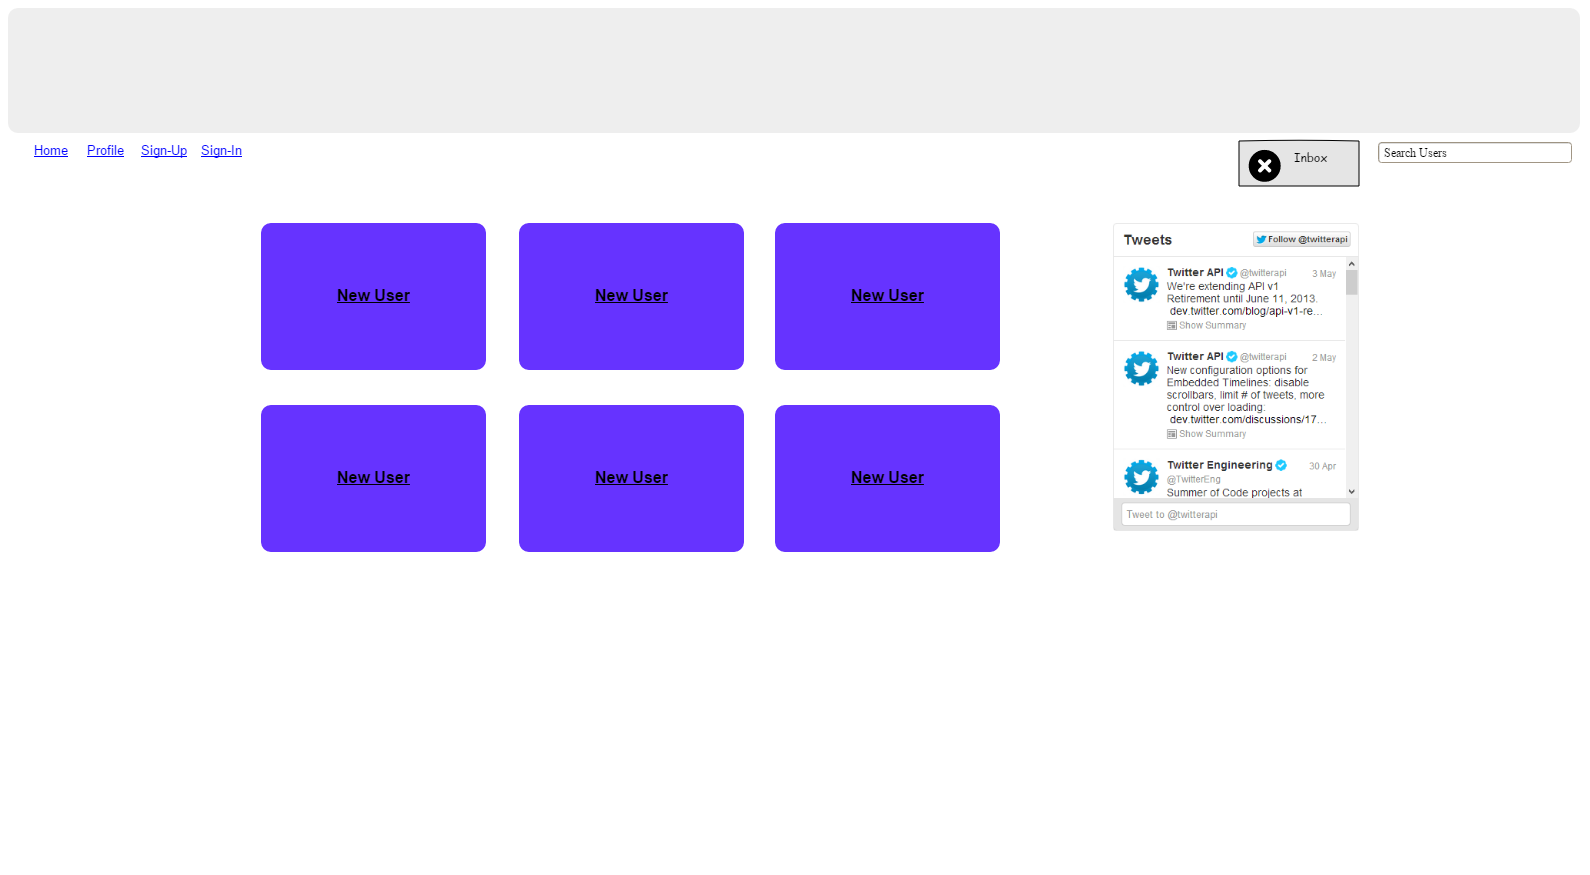 Home Profile Sign-Up Sign-In
Inbox
Search Users
New User New User New User
New User New User New User
Tweets
Follow @twitterapi
Twitter API @twitterapi 3 May
We're extending API v1
Retirement until June 11, 2013.
dev.twitter.com/blog/api-v1-re...
Show Summary
Twitter API @twitterapi 2 May
New configuration options for
Embedded Timelines: disable
scrollbars, limit # of tweets, more
control over loading:
dev.twitter.com/discussions/17...
Show Summary
Twitter Engineering 30 Apr
@TwitterEng
Summer of Code projects at
Tweet to @twitterapi